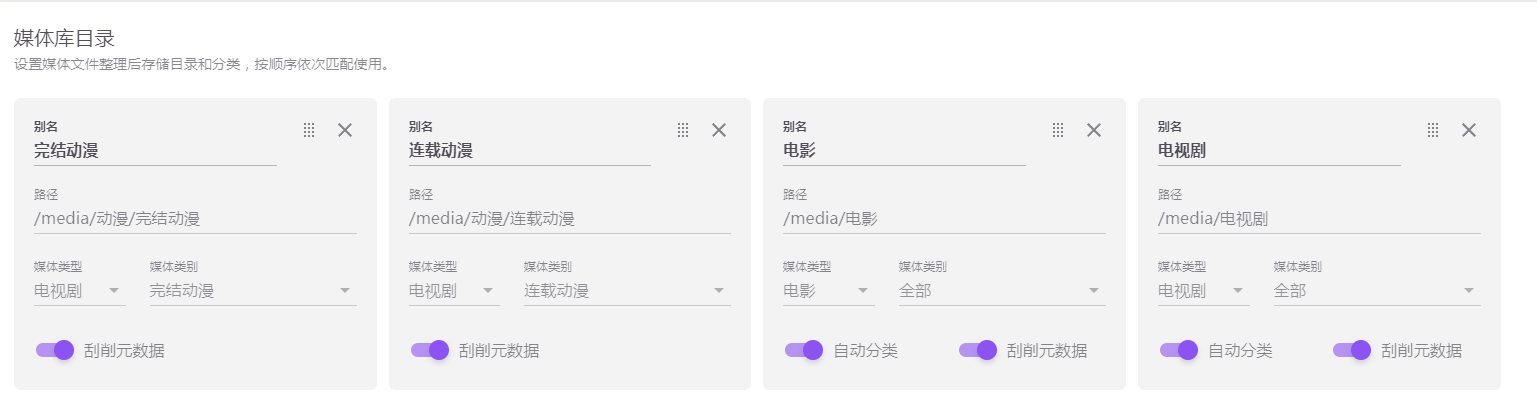 媒体库目录
设置媒体文件整理后存储目录和分类，按顺序依次匹配使用。
别名
完结动漫
路径
/media/动漫/完结动漫
媒体类型
电视剧
媒体类别
完结动漫
刮削元数据
别名
连载动漫
路径
/media/动漫/连载动漫
媒体类型
电视剧
媒体类别
连载动漫
刮削元数据
别名
电影
路径
/media/电影
媒体类型
电影
媒体类别
全部
自动分类
刮削元数据
别名
电视剧
路径
/media/电视剧
媒体类型
电视剧
媒体类别
全部
自动分类
刮削元数据